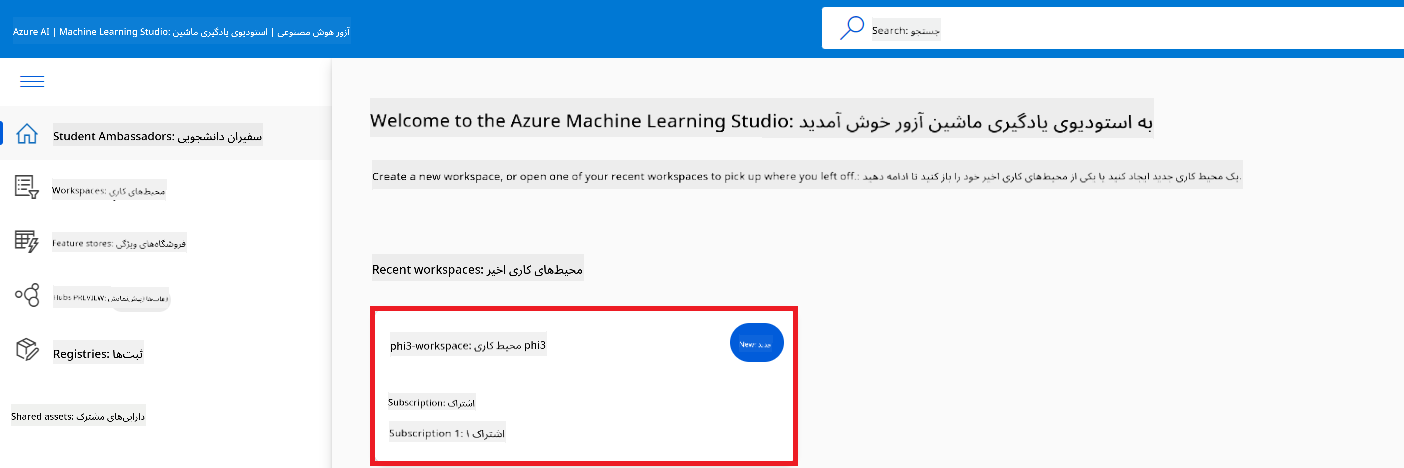 Azure AI | Machine Learning Studio: آزور هوش مصنوعی | استودیوی یادگیری ماشین
Search: جستجو
Student Ambassadors: سفیران دانشجویی
Workspaces: محیط‌های کاری
Feature stores: فروشگاه‌های ویژگی
Hubs PREVIEW: هاب‌ها (پیش‌نمایش)
Registries: ثبت‌ها
Shared assets: دارایی‌های مشترک
Welcome to the Azure Machine Learning Studio: به استودیوی یادگیری ماشین آزور خوش آمدید
Create a new workspace, or open one of your recent workspaces to pick up where you left off.: یک محیط کاری جدید ایجاد کنید یا یکی از محیط‌های کاری اخیر خود را باز کنید تا ادامه دهید.
Recent workspaces: محیط‌های کاری اخیر
phi3-workspace: محیط کاری phi3
New: جدید
Subscription: اشتراک
Subscription 1: اشتراک ۱